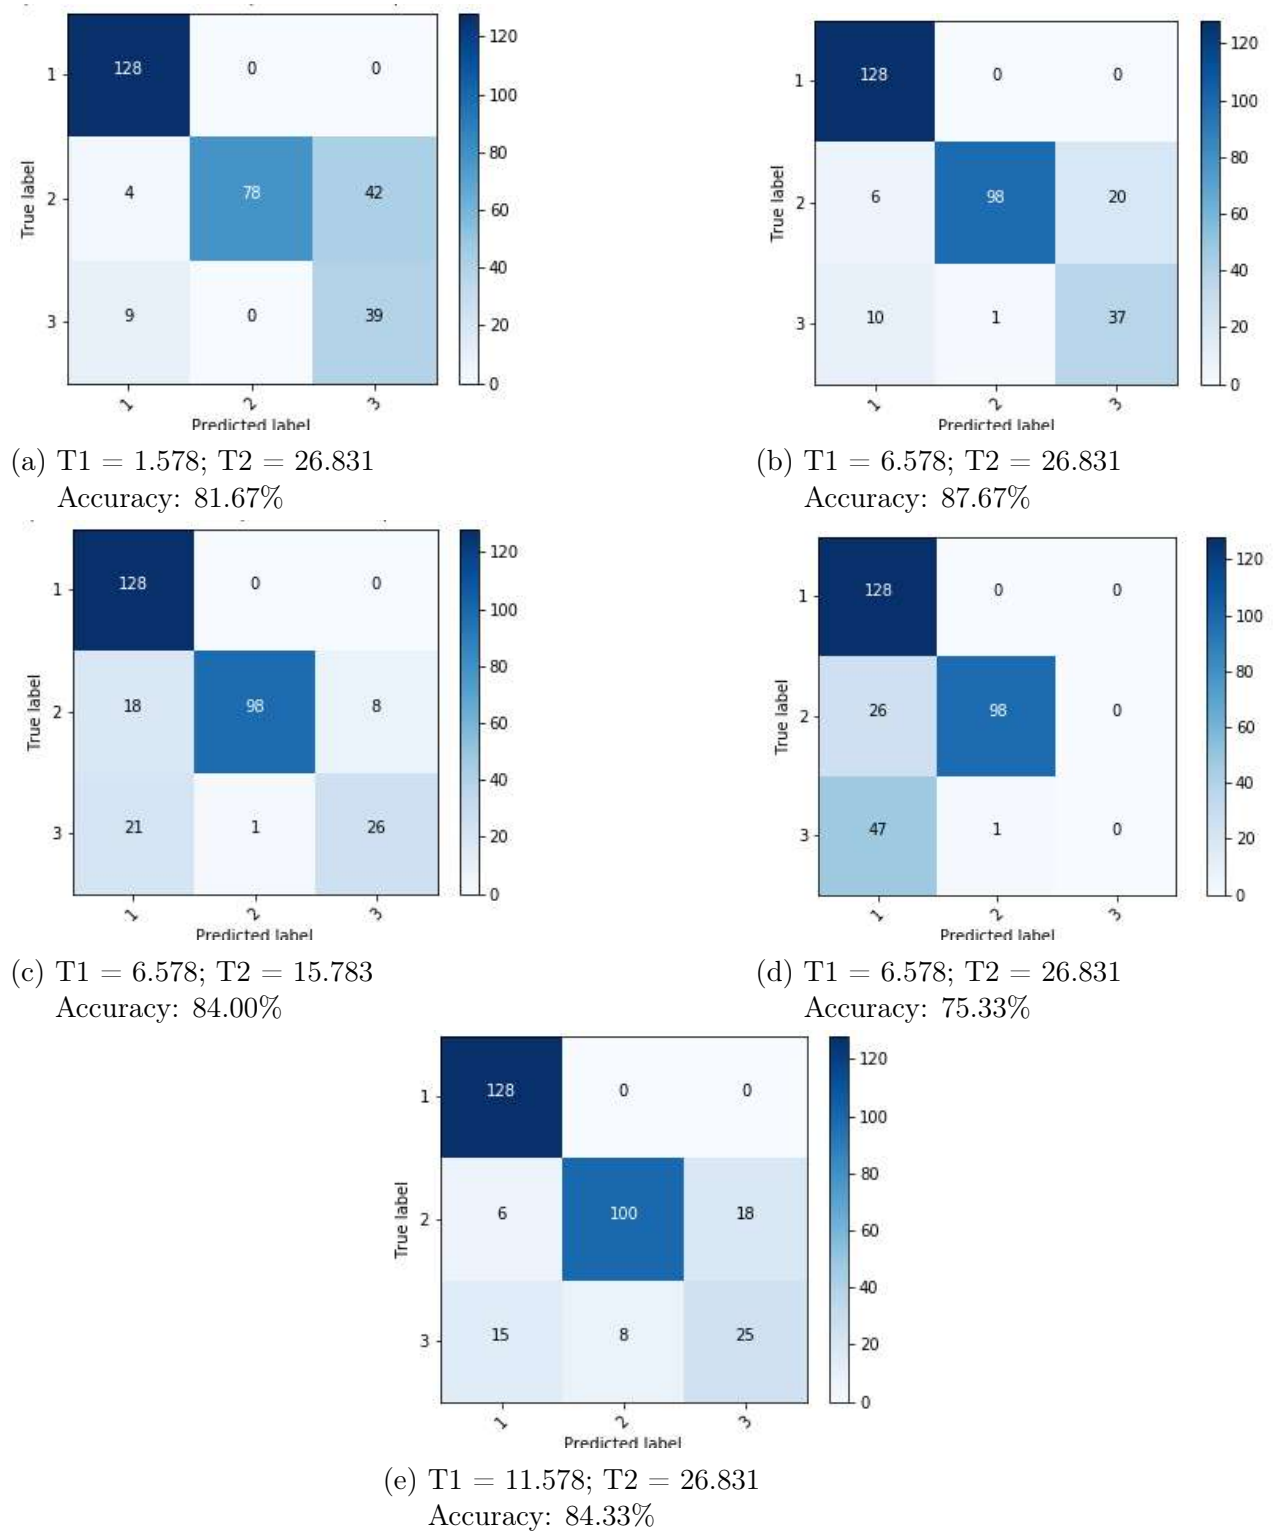 120
1
128 0 0
100
80
True label
2
4 78 42
60
40
3
9 0 39
20
0
1 2 3
Predicted label
(a) T1 = 1.578; T2 = 26.831
Accuracy: 81.67%
120
1
128 0 0
100
80
True label
2
6 98 20
60
40
3
10 1 37
20
0
1 2 3
Predicted label
(b) T1 = 6.578; T2 = 26.831
Accuracy: 87.67%
120
1
128 0 0
100
80
True label
2
18 98 8
60
40
3
21 1 26
20
0
1 2 3
Predicted label
(c) T1 = 6.578; T2 = 15.783
Accuracy: 84.00%
120
1
128 0 0
100
80
True label
2
26 98 0
60
40
3
47 1 0
20
0
1 2 3
Predicted label
(d) T1 = 6.578; T2 = 26.831
Accuracy: 75.33%
120
1
128 0 0
100
80
True label
2
6 100 18
60
40
3
15 8 25
20
0
1 2 3
Predicted label
(e) T1 = 11.578; T2 = 26.831
Accuracy: 84.33%